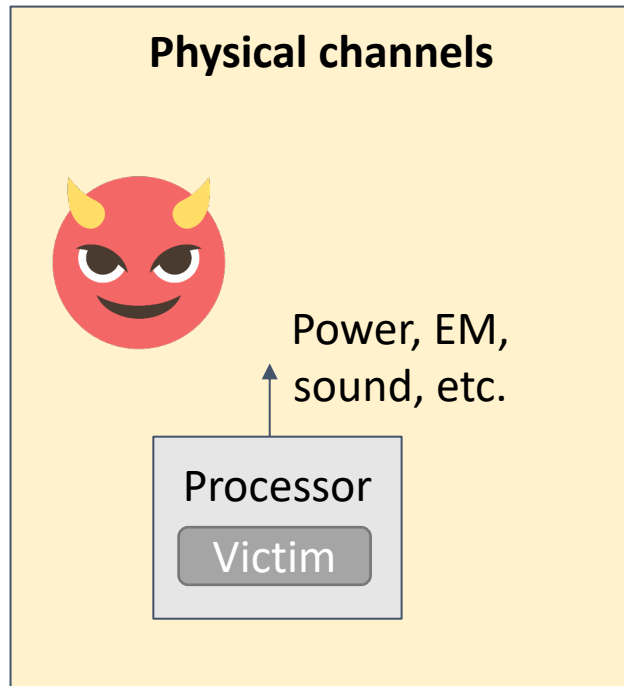 Physical channels
Power, EM,
sound, etc.
Processor
Victim